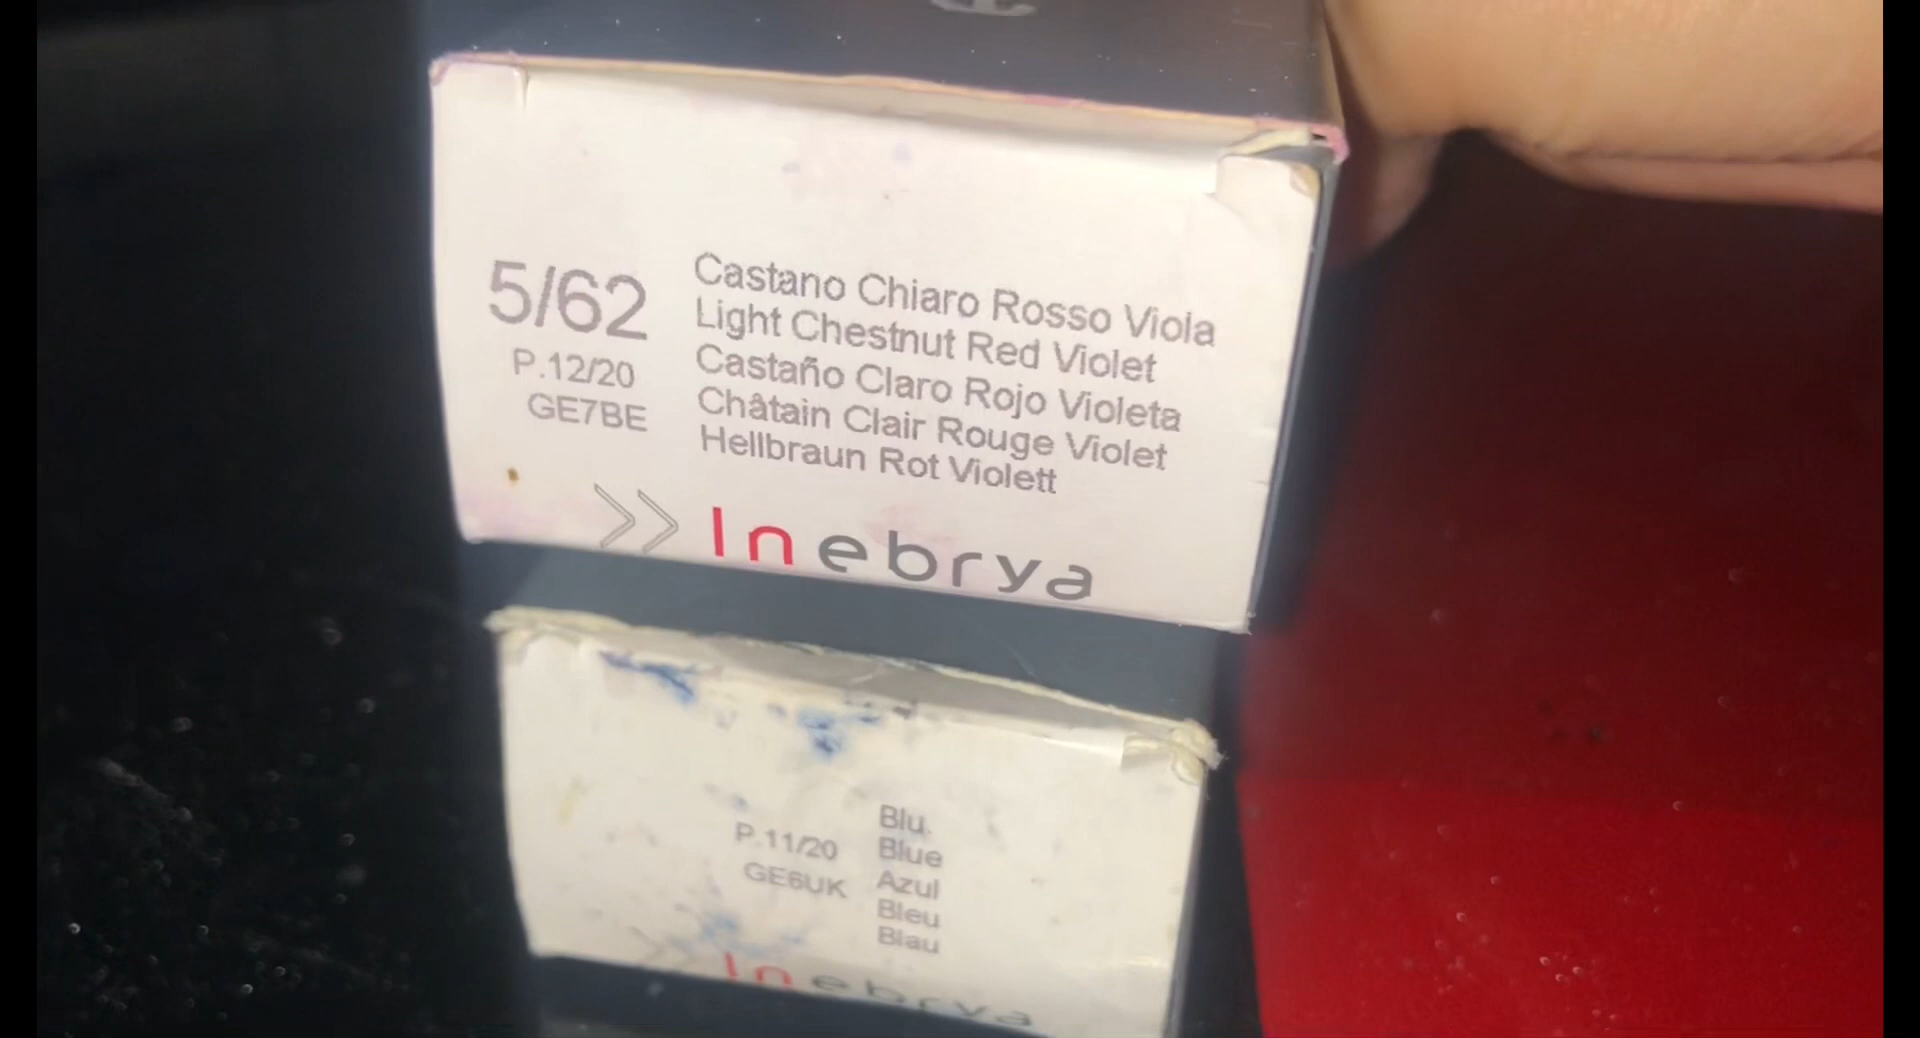 5/62
P.12/20
GE7BE
Castano Chiaro Rosso Viola
Light Chestnut Red Violet
Castaño Claro Rojo Violeta
Châtain Clair Rouge Violet
Hellbraun Rot Violett
Inebrya
P.11/20
GE6UK
Blu.
Blue
Azul
Bleu
Blau
Inebrya